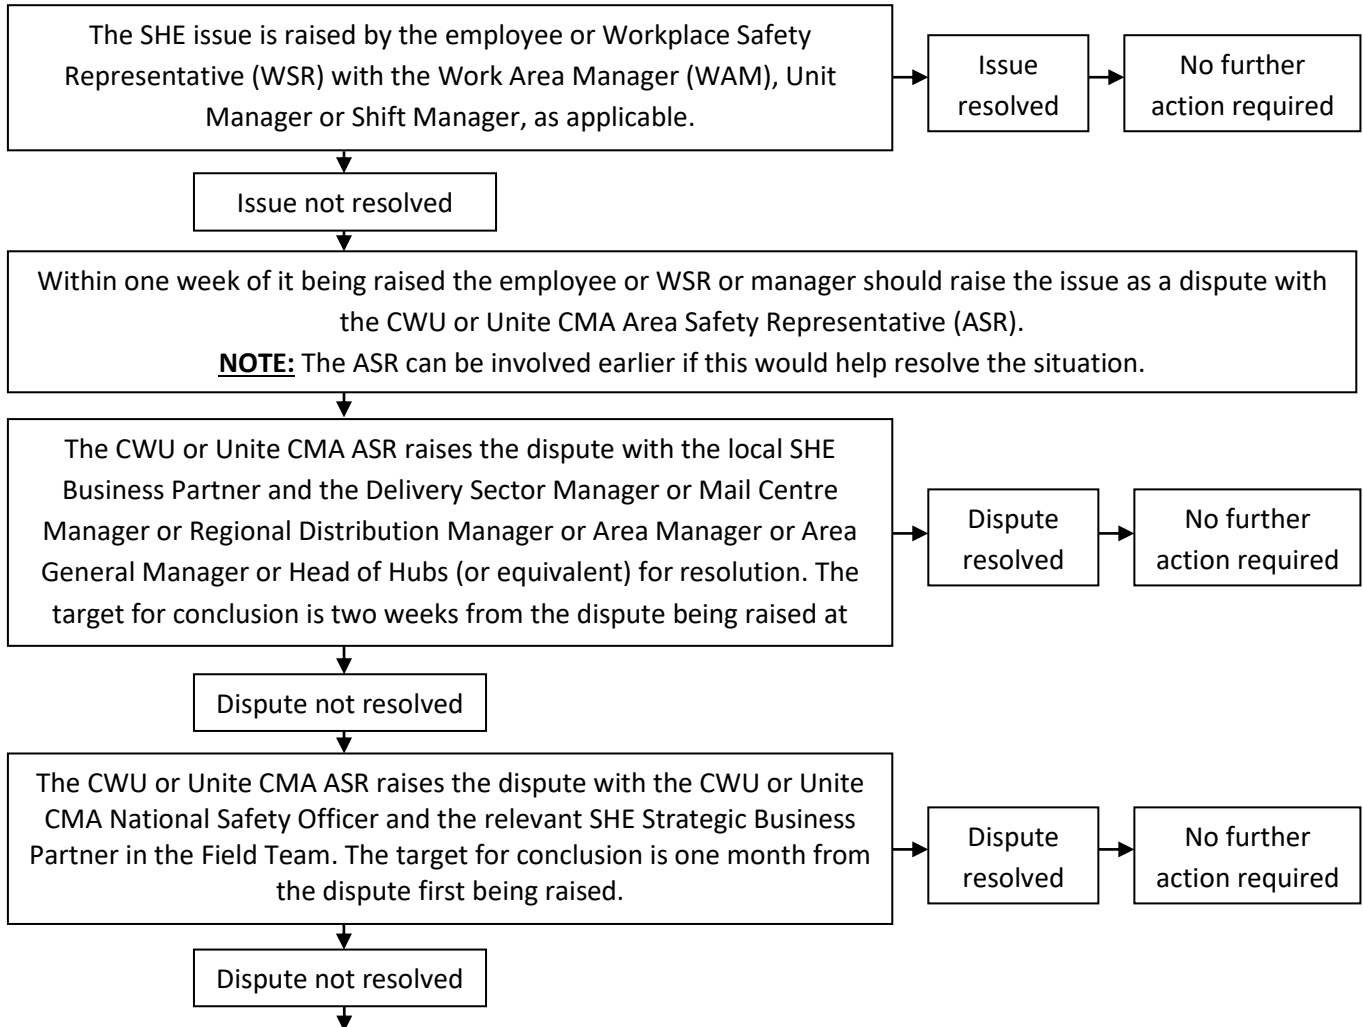 The SHE issue is raised by the employee or Workplace Safety
Representative (WSR) with the Work Area Manager (WAM), Unit
Manager or Shift Manager, as applicable.
Issue
resolved
No further
action required
Issue not resolved
Within one week of it being raised the employee or WSR or manager should raise the issue as a dispute with
the CWU or Unite CMA Area Safety Representative (ASR).
NOTE: The ASR can be involved earlier if this would help resolve the situation.
The CWU or Unite CMA ASR raises the dispute with the local SHE
Business Partner and the Delivery Sector Manager or Mail Centre
Manager or Regional Distribution Manager or Area Manager or Area
General Manager or Head of Hubs (or equivalent) for resolution. The
target for conclusion is two weeks from the dispute being raised at
Dispute
resolved
No further
action required
Dispute not resolved
The CWU or Unite CMA ASR raises the dispute with the CWU or Unite
CMA National Safety Officer and the relevant SHE Strategic Business
Partner in the Field Team. The target for conclusion is one month from
the dispute first being raised.
Dispute
resolved
No further
action required
Dispute not resolved